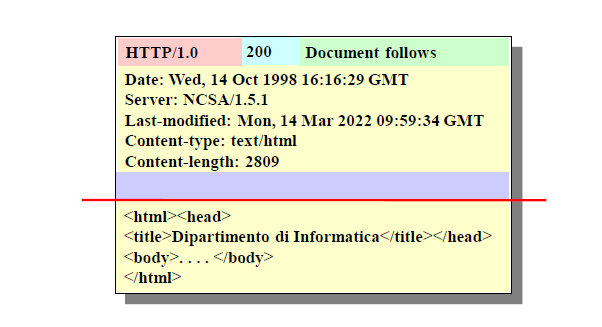 HTTP/1.0 200 Document follows
Date: Wed, 14 Oct 1998 16:16:29 GMT
Server: NCSA/1.5.1
Last-modified: Mon, 14 Mar 2022 09:59:34 GMT
Content-type: text/html
Content-length: 2809
<html><head>
<title>Dipartimento di Informatica</title></head>
<body>. . . . </body>
</html>